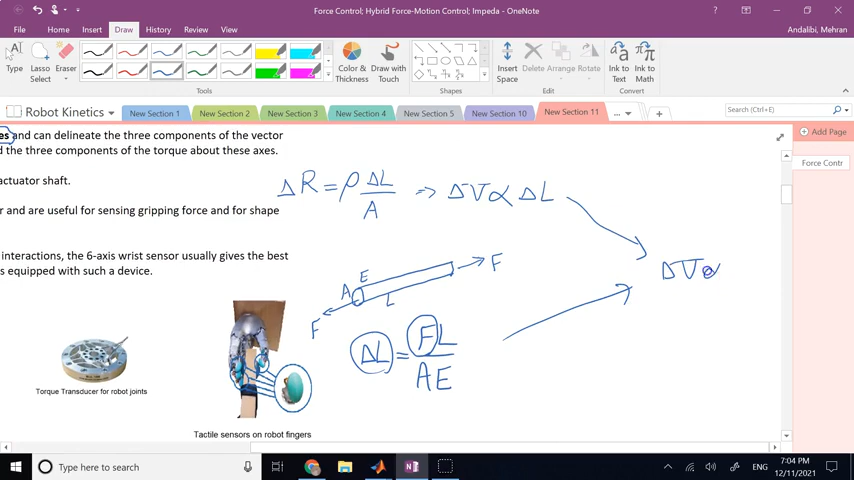 Force Control; Hybrid Force-Motion Control; Impeda - OneNote
Andalibi, Mehran
File Home Insert Draw History Review View
Type
Lasso Select
Eraser
Color & Thickness
Draw with Touch
Insert Space
Delete
Arrange
Rotate
Ink to Text
Ink to Math
Tools
Shapes
Edit
Convert
Robot Kinetics
New Section 1
New Section 2
New Section 3
New Section 4
New Section 5
New Section 10
New Section 11
...
Search (Ctrl+E)
Add Page
Force Contr
es and can delineate the three components of the vector
d the three components of the torque about these axes.
actuator shaft.
r and are useful for sensing gripping force and for shape
interactions, the 6-axis wrist sensor usually gives the best
s equipped with such a device.
ΔR = ρ ΔL/A => ΔV ∝ ΔL
ΔV∝
E
A
L
F
F
ΔL = FL/AE
Torque Transducer for robot joints
Tactile sensors on robot fingers
Type here to search
ENG
7:04 PM
12/11/2021